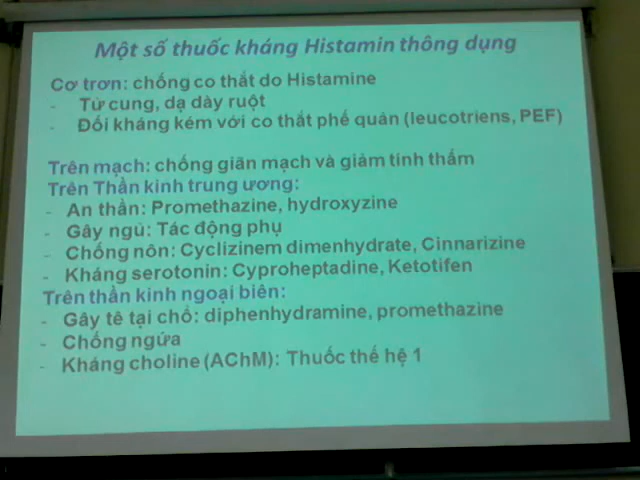 Một số thuốc kháng Histamin thông dụng
Cơ trơn: chống co thắt do Histamine
- Tử cung, dạ dày ruột
- Đối kháng kém với co thắt phế quản (leucotriens, PEF)
Trên mạch: chống giãn mạch và giảm tính thấm
Trên Thần kinh trung ương:
- An thần: Promethazine, hydroxyzine
- Gây ngủ: Tác động phụ
- Chống nôn: Cyclizinem dimenhydrate, Cinnarizine
- Kháng serotonin: Cyproheptadine, Ketotifen
Trên thần kinh ngoại biên:
- Gây tê tại chỗ: diphenhydramine, promethazine
- Chống ngứa
- Kháng choline (AChM): Thuốc thế hệ 1